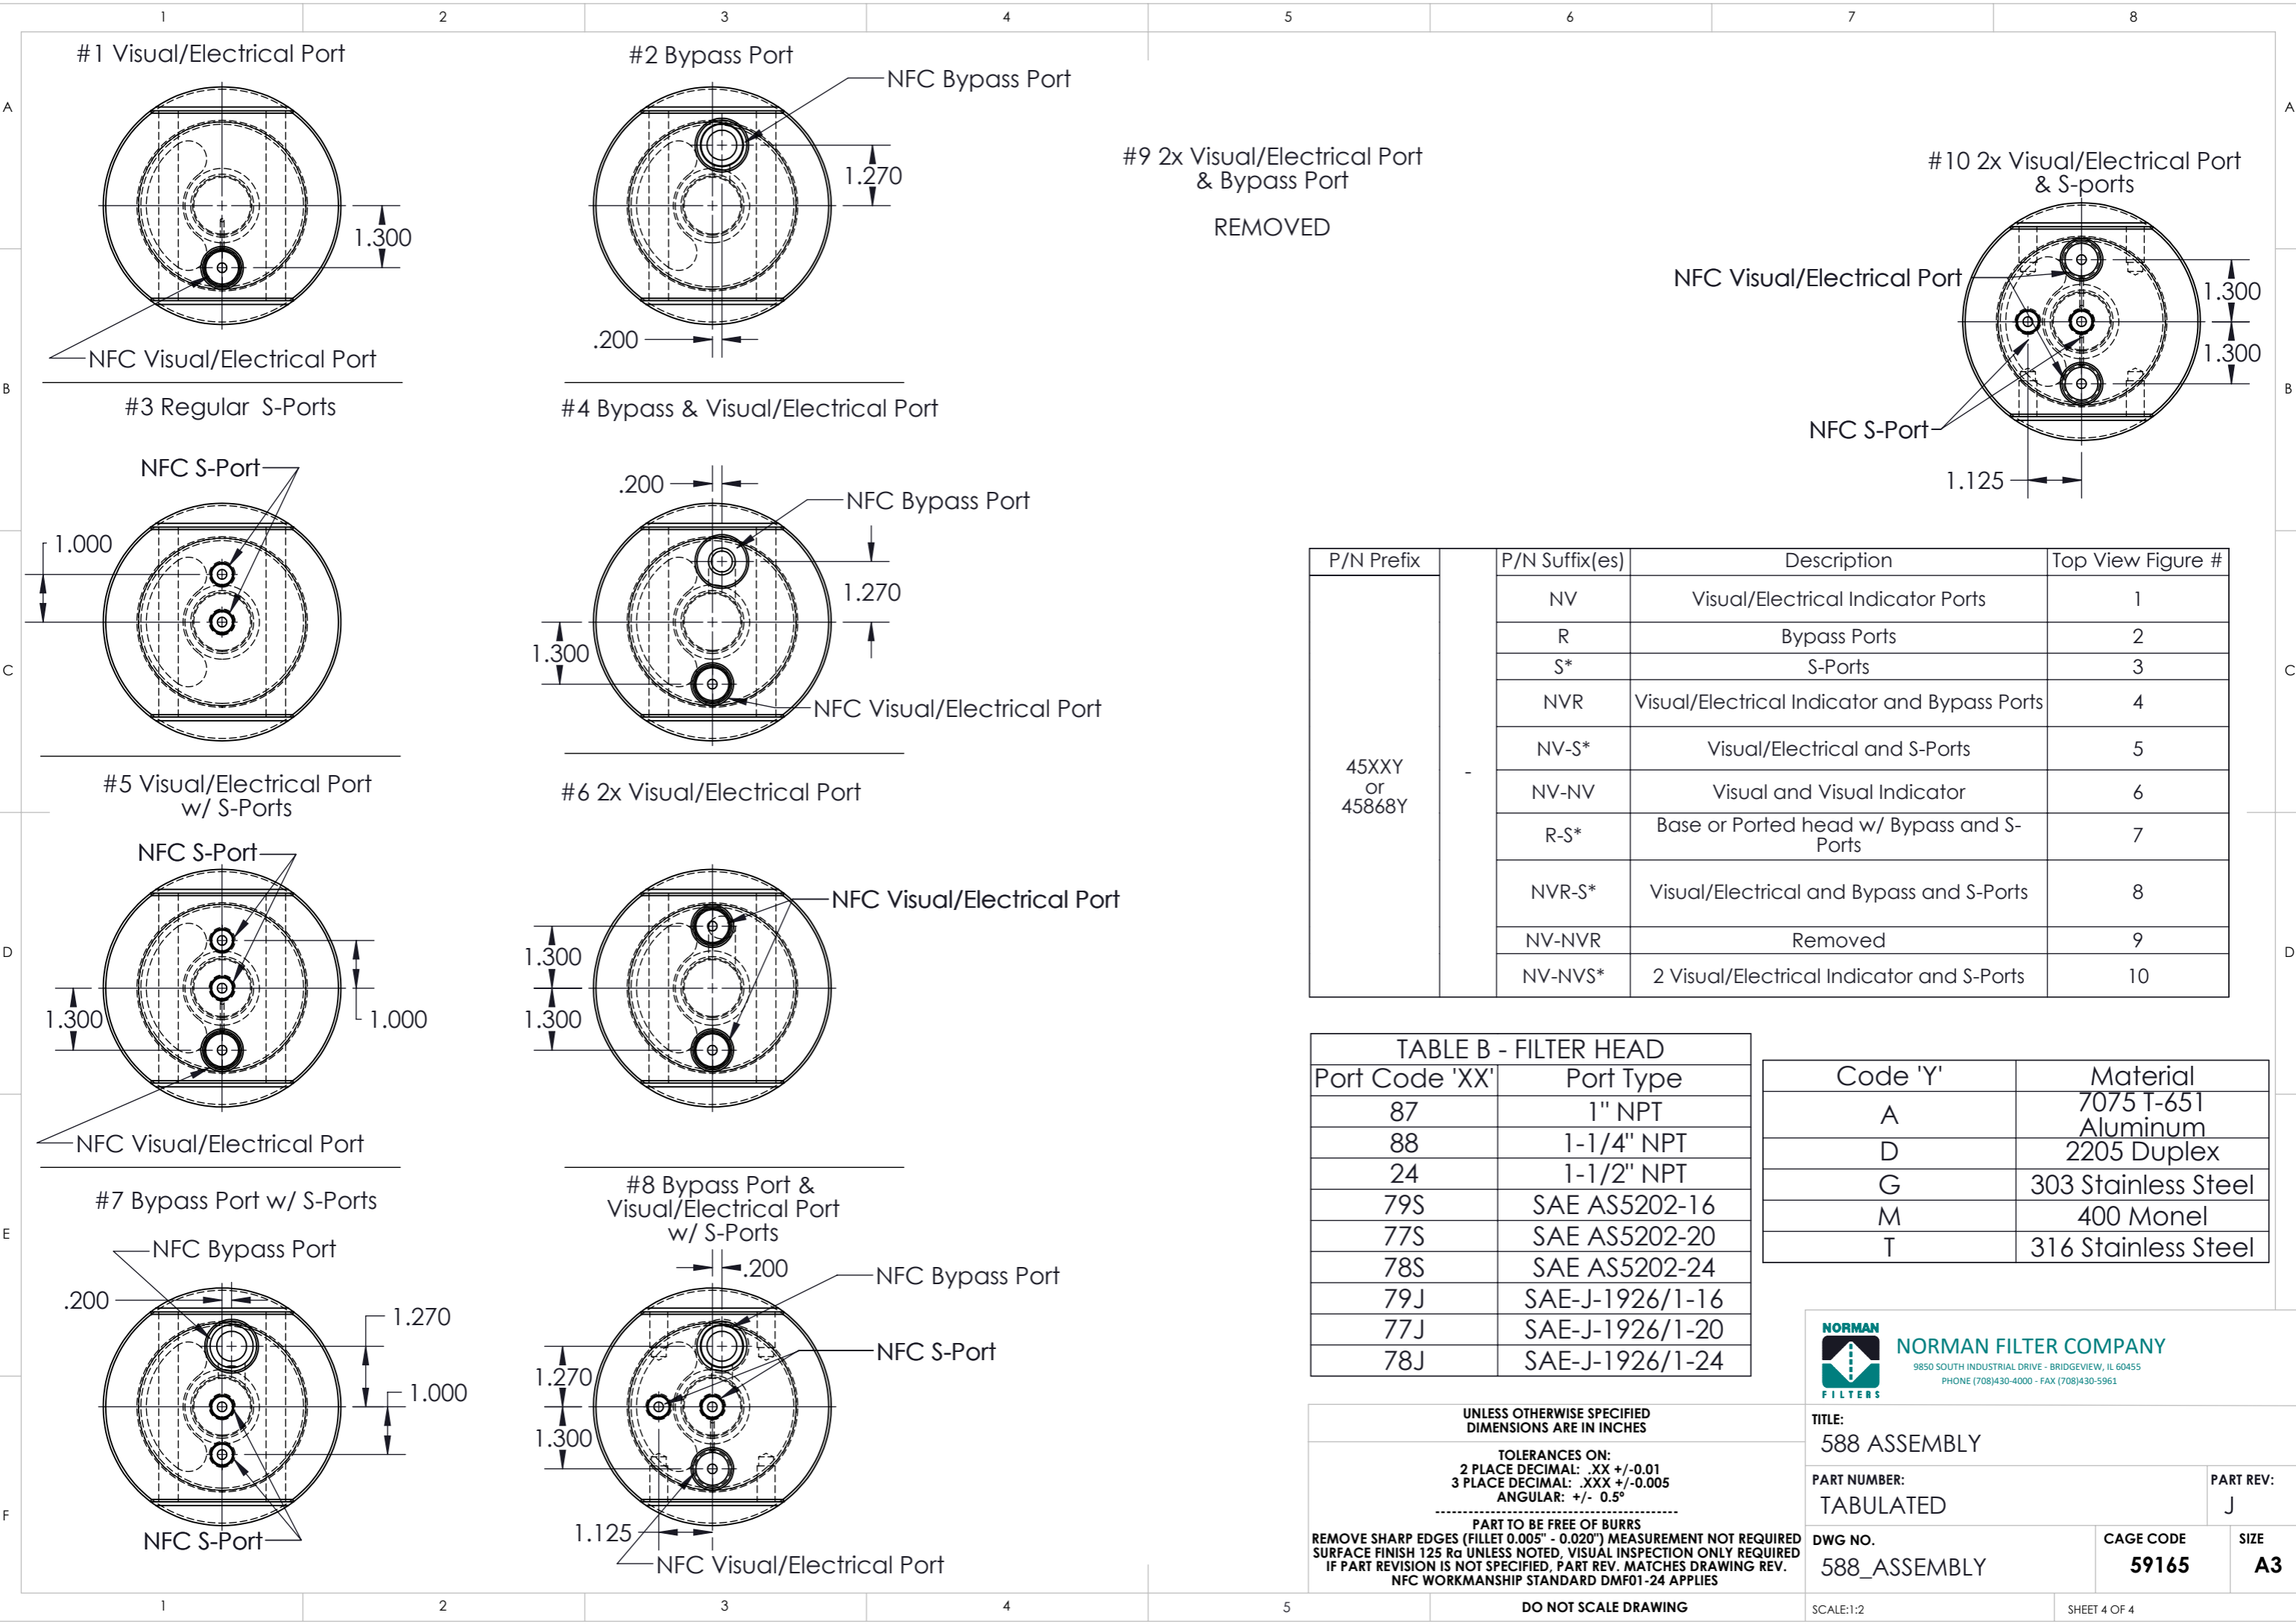 1 2 3 4 5 6 7 8
A A
B B
C C
D D
E
F
#1 Visual/Electrical Port
1.300
NFC Visual/Electrical Port
#2 Bypass Port
NFC Bypass Port
1.270
.200
#9 2x Visual/Electrical Port
& Bypass Port
REMOVED
#10 2x Visual/Electrical Port
& S-ports
NFC Visual/Electrical Port
1.300
1.300
NFC S-Port
1.125
#3 Regular S-Ports
NFC S-Port
1.000
#4 Bypass & Visual/Electrical Port
.200
NFC Bypass Port
1.270
1.300
NFC Visual/Electrical Port
#5 Visual/Electrical Port
w/ S-Ports
NFC S-Port
1.300
1.000
NFC Visual/Electrical Port
#6 2x Visual/Electrical Port
NFC Visual/Electrical Port
1.300
1.300
#7 Bypass Port w/ S-Ports
NFC Bypass Port
.200
1.270
1.000
NFC S-Port
#8 Bypass Port &
Visual/Electrical Port
w/ S-Ports
.200
NFC Bypass Port
NFC S-Port
1.270
1.300
1.125
NFC Visual/Electrical Port
P/N Prefix P/N Suffix(es) Description Top View Figure #
45XXY
or
45868Y
-
NV Visual/Electrical Indicator Ports 1
R Bypass Ports 2
S* S-Ports 3
NVR Visual/Electrical Indicator and Bypass Ports 4
NV-S* Visual/Electrical and S-Ports 5
NV-NV Visual and Visual Indicator 6
R-S* Base or Ported head w/ Bypass and S-
Ports 7
NVR-S* Visual/Electrical and Bypass and S-Ports 8
NV-NVR Removed 9
NV-NVS* 2 Visual/Electrical Indicator and S-Ports 10
TABLE B - FILTER HEAD
Port Code 'XX' Port Type
87 1" NPT
88 1-1/4" NPT
24 1-1/2" NPT
79S SAE AS5202-16
77S SAE AS5202-20
78S SAE AS5202-24
79J SAE-J-1926/1-16
77J SAE-J-1926/1-20
78J SAE-J-1926/1-24
Code 'Y' Material
A 7075 T-651
Aluminum
D 2205 Duplex
G 303 Stainless Steel
M 400 Monel
T 316 Stainless Steel
NORMAN
FILTERS
NORMAN FILTER COMPANY
9850 SOUTH INDUSTRIAL DRIVE - BRIDGEVIEW, IL 60455
PHONE (708)430-4000 - FAX (708)430-5961
UNLESS OTHERWISE SPECIFIED
DIMENSIONS ARE IN INCHES
TOLERANCES ON:
2 PLACE DECIMAL: .XX +/-0.01
3 PLACE DECIMAL: .XXX +/-0.005
ANGULAR: +/- 0.5°
----------------------------------------
PART TO BE FREE OF BURRS
REMOVE SHARP EDGES (FILLET 0.005" - 0.020") MEASUREMENT NOT REQUIRED
SURFACE FINISH 125 Ra UNLESS NOTED, VISUAL INSPECTION ONLY REQUIRED
IF PART REVISION IS NOT SPECIFIED, PART REV. MATCHES DRAWING REV.
NFC WORKMANSHIP STANDARD DMF01-24 APPLIES
DO NOT SCALE DRAWING
TITLE:
588 ASSEMBLY
PART NUMBER:
TABULATED
PART REV:
J
DWG NO.
588_ASSEMBLY
CAGE CODE
59165
SIZE
A3
SCALE:1:2
SHEET 4 OF 4
1 2 3 4 5